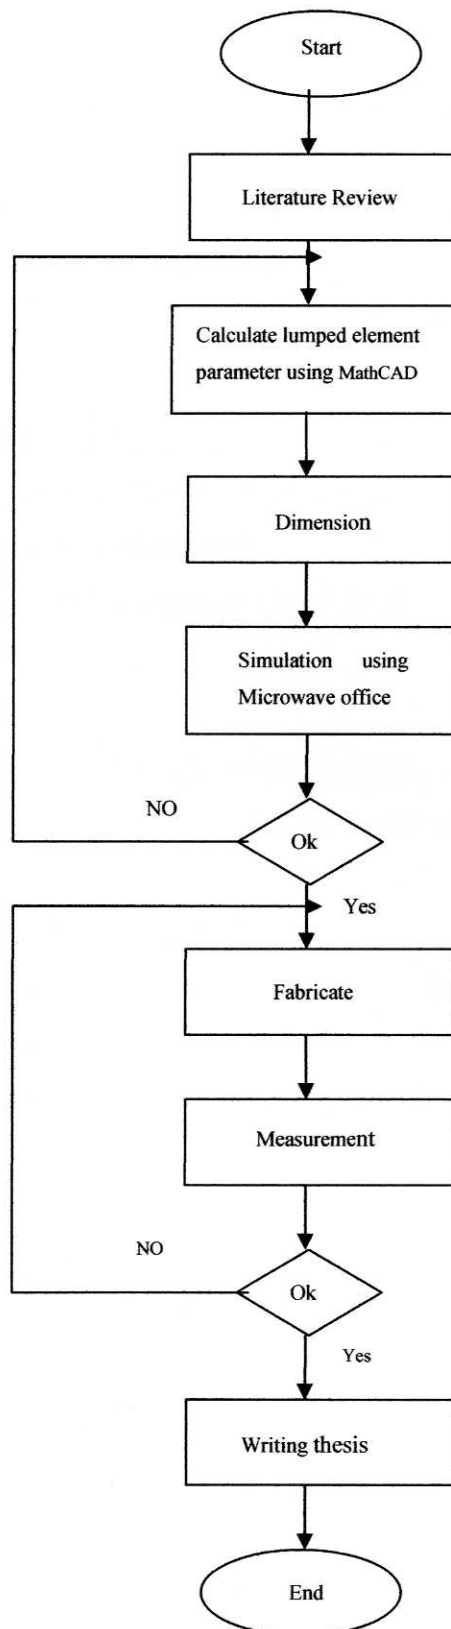 Start
Literature Review
Calculate lumped element
parameter using MathCAD
Dimension
Simulation using
Microwave office
NO
Ok
Yes
Fabricate
Measurement
NO
Ok
Yes
Writing thesis
End